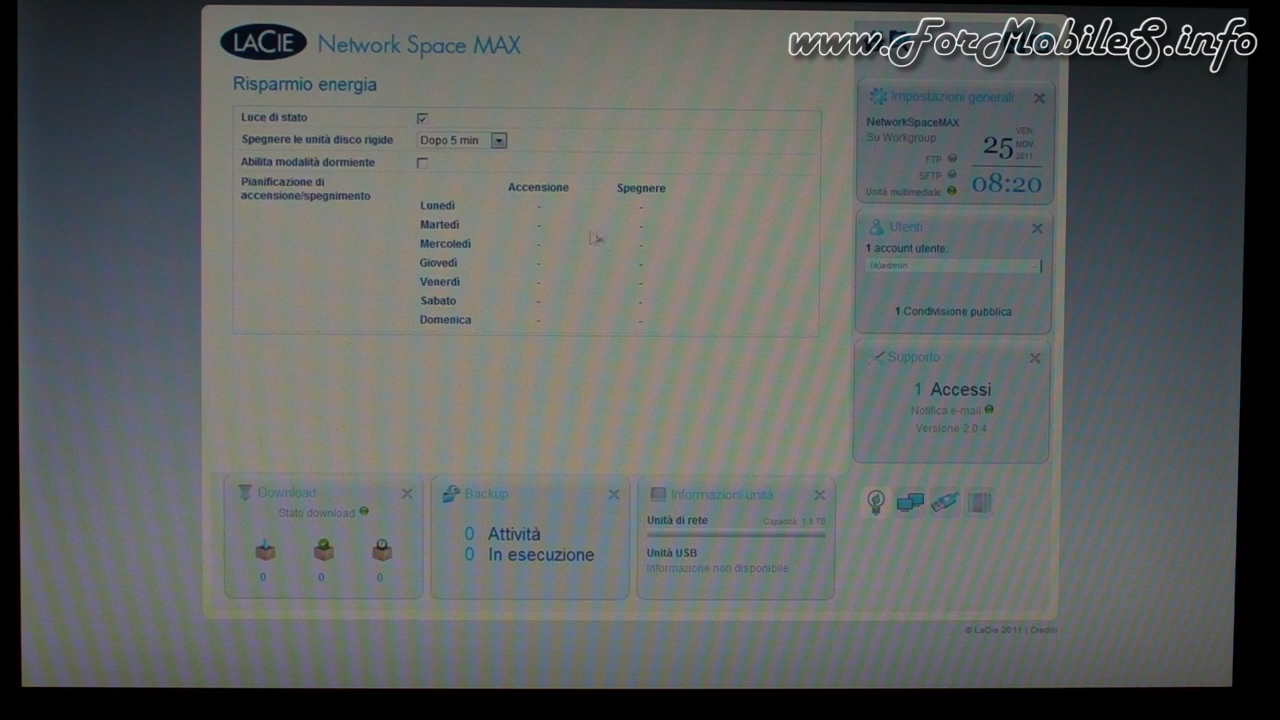 www.ForMobileS.info
LACIE Network Space MAX
Risparmio energia
Luce di stato
Spegnere le unità disco rigide Dopo 5 min
Abilita modalità dormiente
Pianificazione di accensione/spegnimento
Accensione Spegnere
Lunedì - -
Martedì - -
Mercoledì - -
Giovedì - -
Venerdì - -
Sabato - -
Domenica - -
Impostazioni generali
NetworkSpaceMAX
Su Workgroup
FTP
SFTP
Unità multimediale
VEN.
25 NOV.
2011
08:20
Utenti
1 account utente:
(e)admin -
1 Condivisione pubblica
Supporto
1 Accessi
Notifica e-mail
Versione 2.0.4
Download
Stato download
0 0 0
Backup
0 Attività
0 In esecuzione
Informazioni unità
Unità di rete Capacità: 1.8 TB
Unità USB
Informazione non disponibile
© LaCie 2011 | Crediti